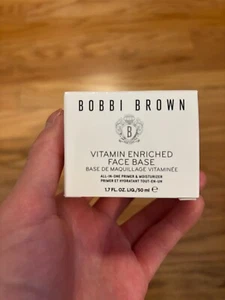 BOBBI BROWN
B
VITAMIN ENRICHED
FACE BASE
BASE DE MAQUILLAGE VITAMINÉE
ALL-IN-ONE PRIMER & MOISTURIZER
PRIMER ET HYDRATANT TOUT-EN-UN
1.7 FL. OZ. LIQ./50 ml ℮